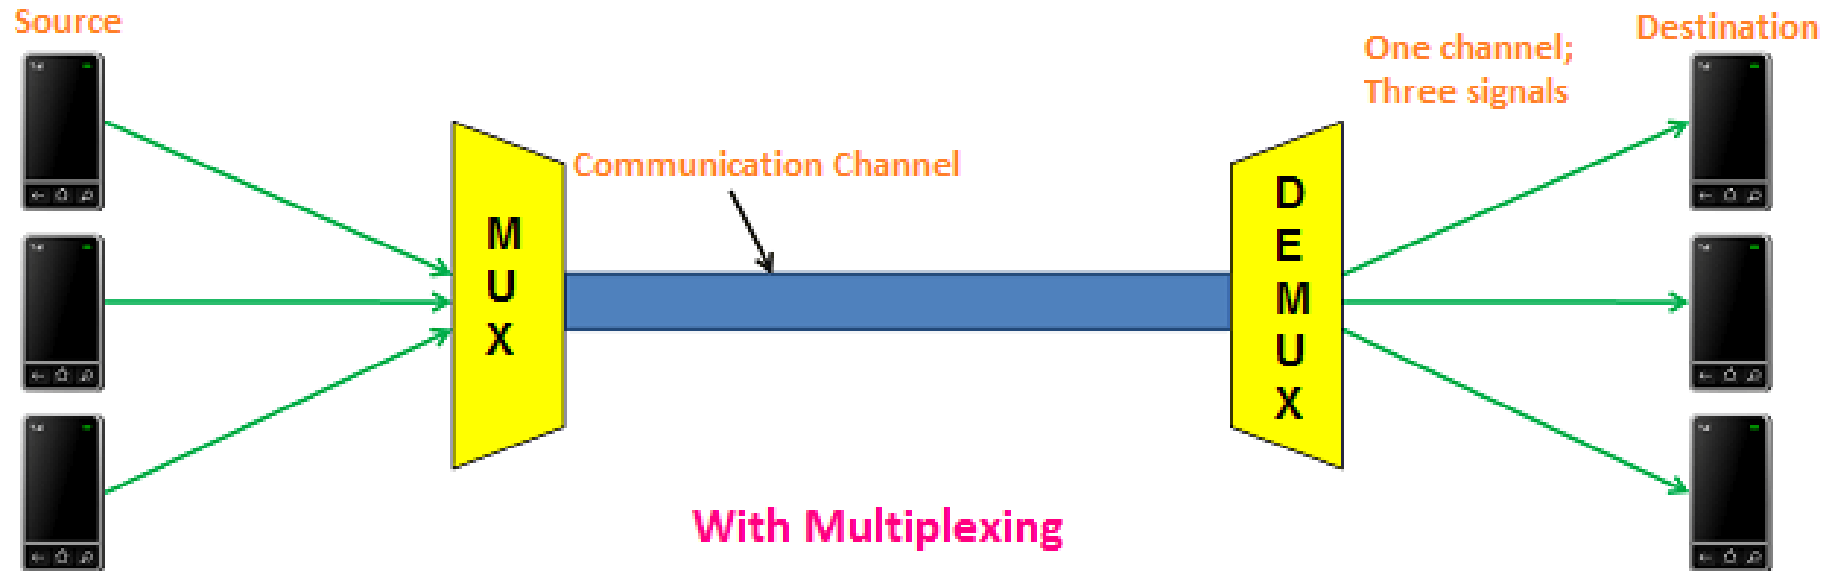 Source
Destination
One channel;
Three signals
Communication Channel
M
U
X
D
E
M
U
X
With Multiplexing